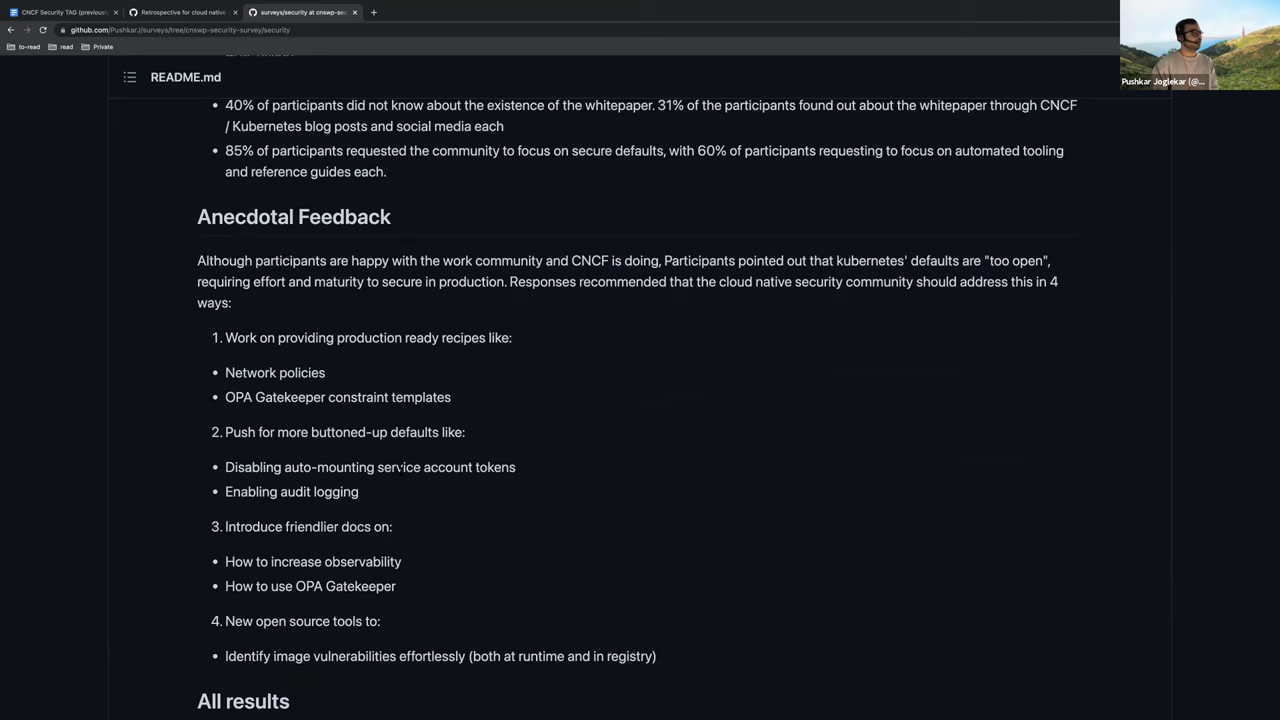 CNCF Security TAG (previously
Retrospective for cloud native
surveys/security at cnswp-sec
github.com/PushkarJ/surveys/tree/cnswp-security-survey/security
to-read
read
Private
Pushkar Joglekar (@...
README.md
• 40% of participants did not know about the existence of the whitepaper. 31% of the participants found out about the whitepaper through CNCF
/ Kubernetes blog posts and social media each
• 85% of participants requested the community to focus on secure defaults, with 60% of participants requesting to focus on automated tooling
and reference guides each.
Anecdotal Feedback
Although participants are happy with the work community and CNCF is doing, Participants pointed out that kubernetes' defaults are "too open",
requiring effort and maturity to secure in production. Responses recommended that the cloud native security community should address this in 4
ways:
1. Work on providing production ready recipes like:
• Network policies
• OPA Gatekeeper constraint templates
2. Push for more buttoned-up defaults like:
• Disabling auto-mounting service account tokens
• Enabling audit logging
3. Introduce friendlier docs on:
• How to increase observability
• How to use OPA Gatekeeper
4. New open source tools to:
• Identify image vulnerabilities effortlessly (both at runtime and in registry)
All results